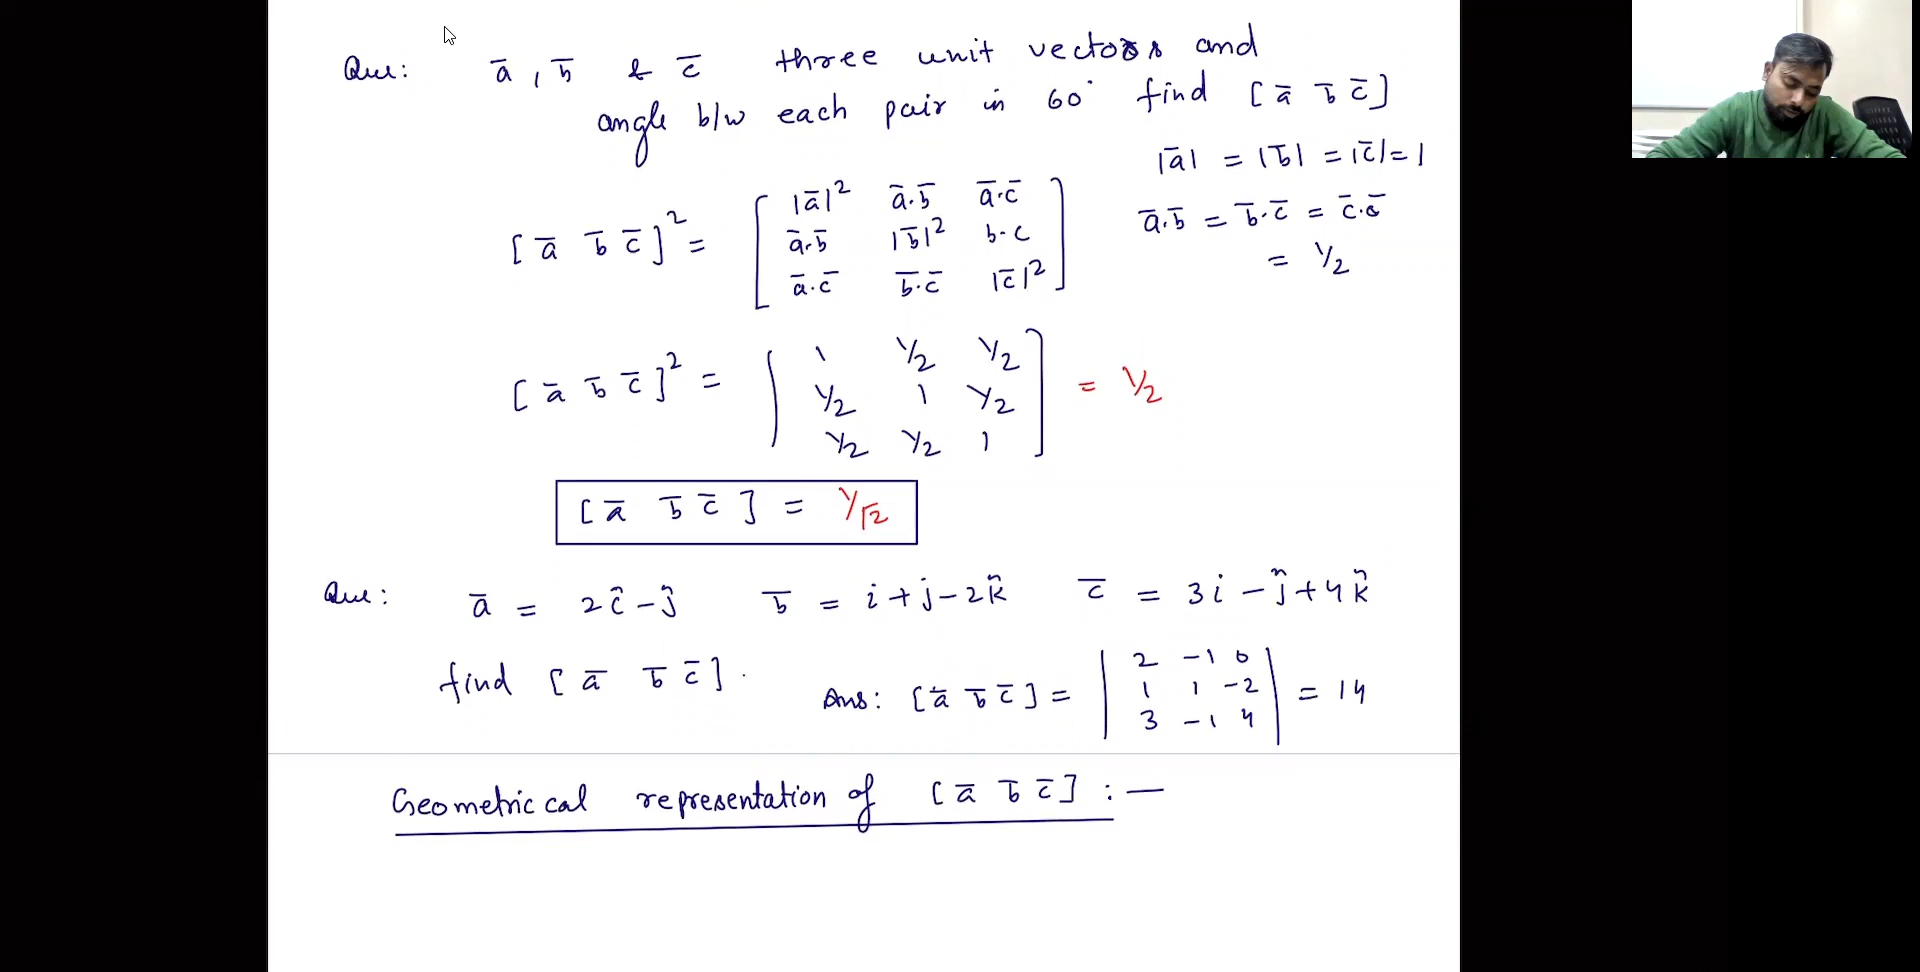 Que: ā, b̄ & c̄ three unit vectors and
angle b/w each pair in 60° find [ā b̄ c̄]
|ā| = |b̄| = |c̄| = 1
[ā b̄ c̄]² = [ |ā|² ā.b̄ ā.c̄
ā.b̄ |b̄|² b.c
ā.c̄ b̄.c̄ |c̄|² ]
ā.b̄ = b̄.c̄ = c̄.ā
= 1/2
[ā b̄ c̄]² = | 1 1/2 1/2
1/2 1 1/2
1/2 1/2 1 ] = 1/2
[ā b̄ c̄] = 1/√2
Que: ā = 2î - ĵ b̄ = i + j - 2k̂ c̄ = 3i - ĵ + 4k̂
find [ā b̄ c̄].
Ans: [ā b̄ c̄] = | 2 -1 0
1 1 -2
3 -1 4 | = 14
Geometrical representation of [ā b̄ c̄] : —